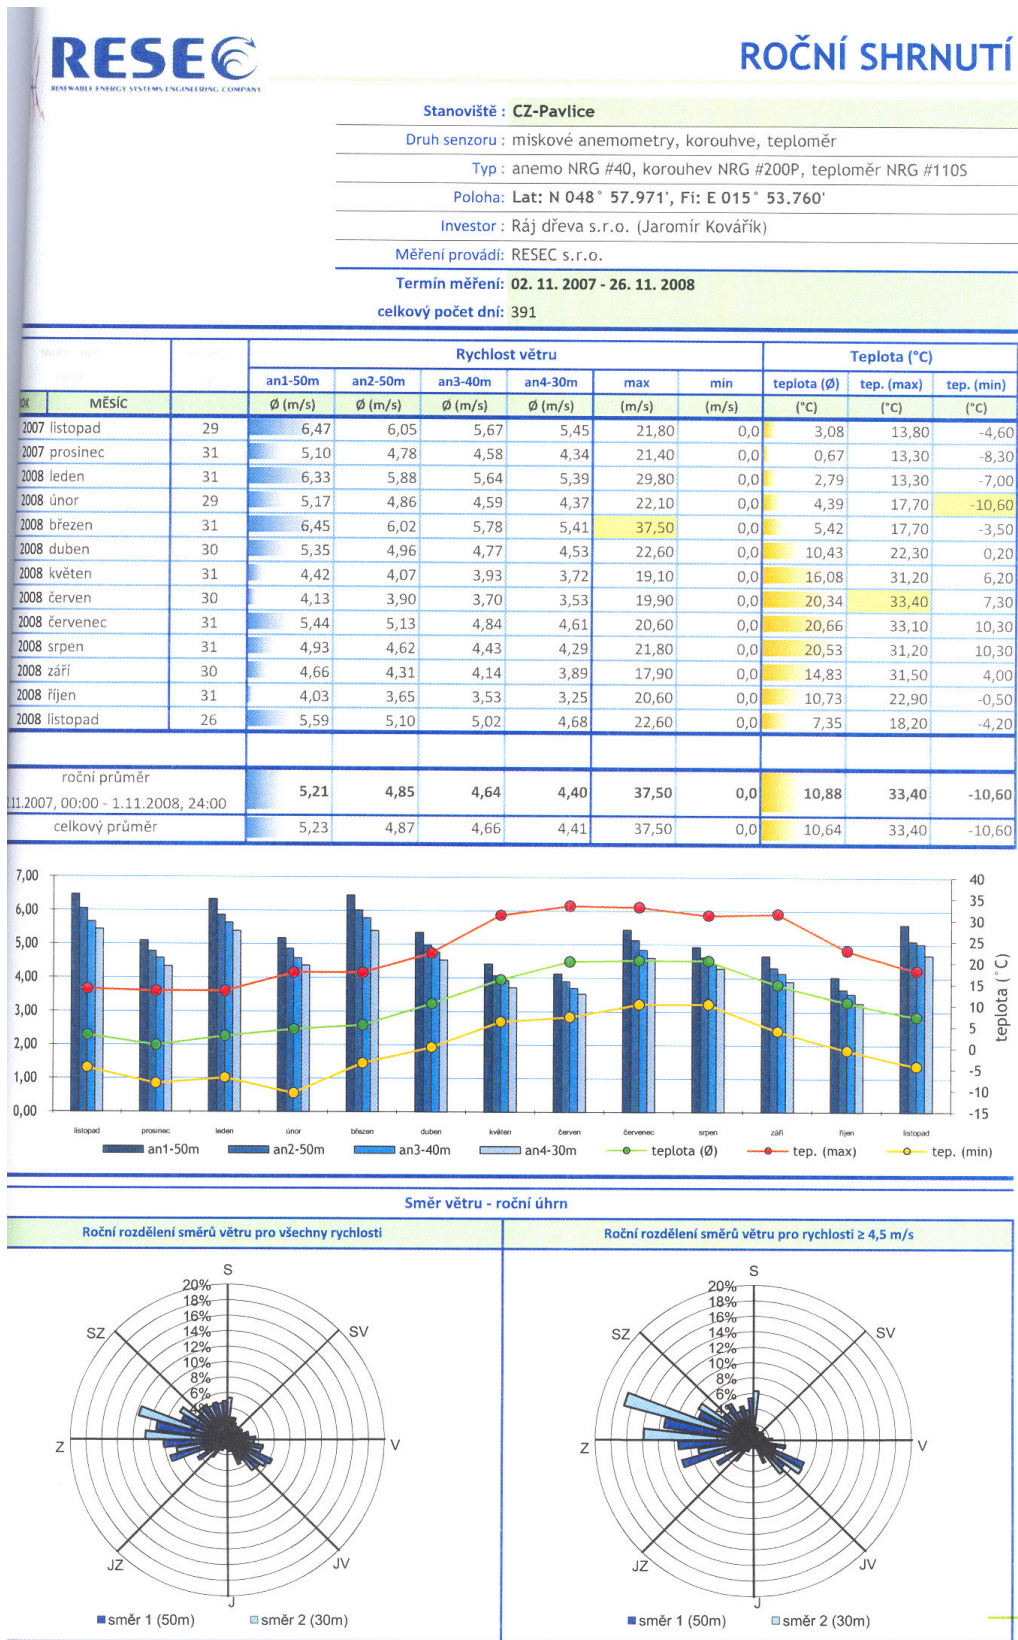 RESEC
RENEWABLE ENERGY SYSTEMS ENGINEERING COMPANY
ROČNÍ SHRNUTÍ
Stanoviště : CZ-Pavlice
Druh senzoru : miskové anemometry, korouhve, teploměr
Typ : anemo NRG #40, korouhev NRG #200P, teploměr NRG #110S
Poloha: Lat: N 048° 57.971', Fi: E 015° 53.760'
Investor : Ráj dřeva s.r.o. (Jaromír Kovářík)
Měření provádí: RESEC s.r.o.
Termín měření: 02. 11. 2007 - 26. 11. 2008
celkový počet dní: 391
Rychlost větru Teplota (°C)
an1-50m an2-50m an3-40m an4-30m max min teplota (Ø) tep. (max) tep. (min)
MĚSÍC Ø (m/s) Ø (m/s) Ø (m/s) Ø (m/s) (m/s) (m/s) (°C) (°C) (°C)
2007 listopad 29 6,47 6,05 5,67 5,45 21,80 0,0 3,08 13,80 -4,60
2007 prosinec 31 5,10 4,78 4,58 4,34 21,40 0,0 0,67 13,30 -8,30
2008 leden 31 6,33 5,88 5,64 5,39 29,80 0,0 2,79 13,30 -7,00
2008 únor 29 5,17 4,86 4,59 4,37 22,10 0,0 4,39 17,70 -10,60
2008 březen 31 6,45 6,02 5,78 5,41 37,50 0,0 5,42 17,70 -3,50
2008 duben 30 5,35 4,96 4,77 4,53 22,60 0,0 10,43 22,30 0,20
2008 květen 31 4,42 4,07 3,93 3,72 19,10 0,0 16,08 31,20 6,20
2008 červen 30 4,13 3,90 3,70 3,53 19,90 0,0 20,34 33,40 7,30
2008 červenec 31 5,44 5,13 4,84 4,61 20,60 0,0 20,66 33,10 10,30
2008 srpen 31 4,93 4,62 4,43 4,29 21,80 0,0 20,53 31,20 10,30
2008 září 30 4,66 4,31 4,14 3,89 17,90 0,0 14,83 31,50 4,00
2008 říjen 31 4,03 3,65 3,53 3,25 20,60 0,0 10,73 22,90 -0,50
2008 listopad 26 5,59 5,10 5,02 4,68 22,60 0,0 7,35 18,20 -4,20
roční průměr
.11.2007, 00:00 - 1.11.2008, 24:00 5,21 4,85 4,64 4,40 37,50 0,0 10,88 33,40 -10,60
celkový průměr 5,23 4,87 4,66 4,41 37,50 0,0 10,64 33,40 -10,60
7,00 40
6,00 35
30
5,00 25
4,00 20
15
3,00 10
2,00 5
0
1,00 -5
-10
0,00 -15
teplota (°C)
listopad prosinec leden únor březen duben květen červen červenec srpen září říjen listopad
an1-50m an2-50m an3-40m an4-30m teplota (Ø) tep. (max) tep. (min)
Směr větru - roční úhrn
Roční rozdělení směrů větru pro všechny rychlosti
S
20%
18%
16%
14%
12%
10%
8%
6%
SZ SV
Z V
JZ JV
J
směr 1 (50m) směr 2 (30m)
Roční rozdělení směrů větru pro rychlosti ≥ 4,5 m/s
S
20%
18%
16%
14%
12%
10%
8%
6%
SZ SV
Z V
JZ JV
J
směr 1 (50m) směr 2 (30m)